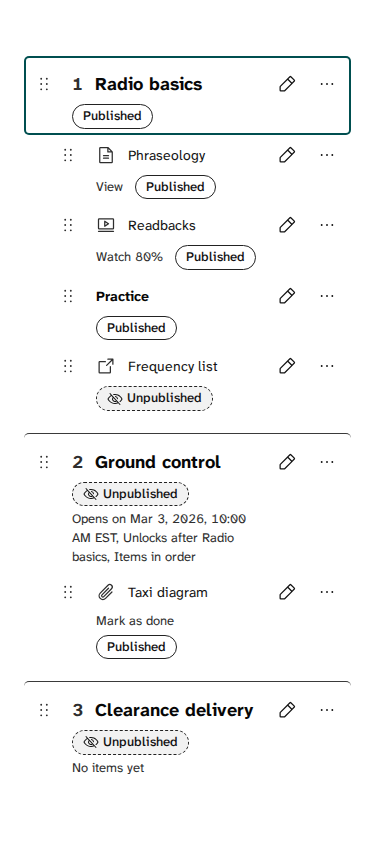 1 Radio basics
Published
Phraseology
View Published
Readbacks
Watch 80% Published
Practice
Published
Frequency list
Unpublished
2 Ground control
Unpublished
Opens on Mar 3, 2026, 10:00
AM EST, Unlocks after Radio
basics, Items in order
Taxi diagram
Mark as done
Published
3 Clearance delivery
Unpublished
No items yet